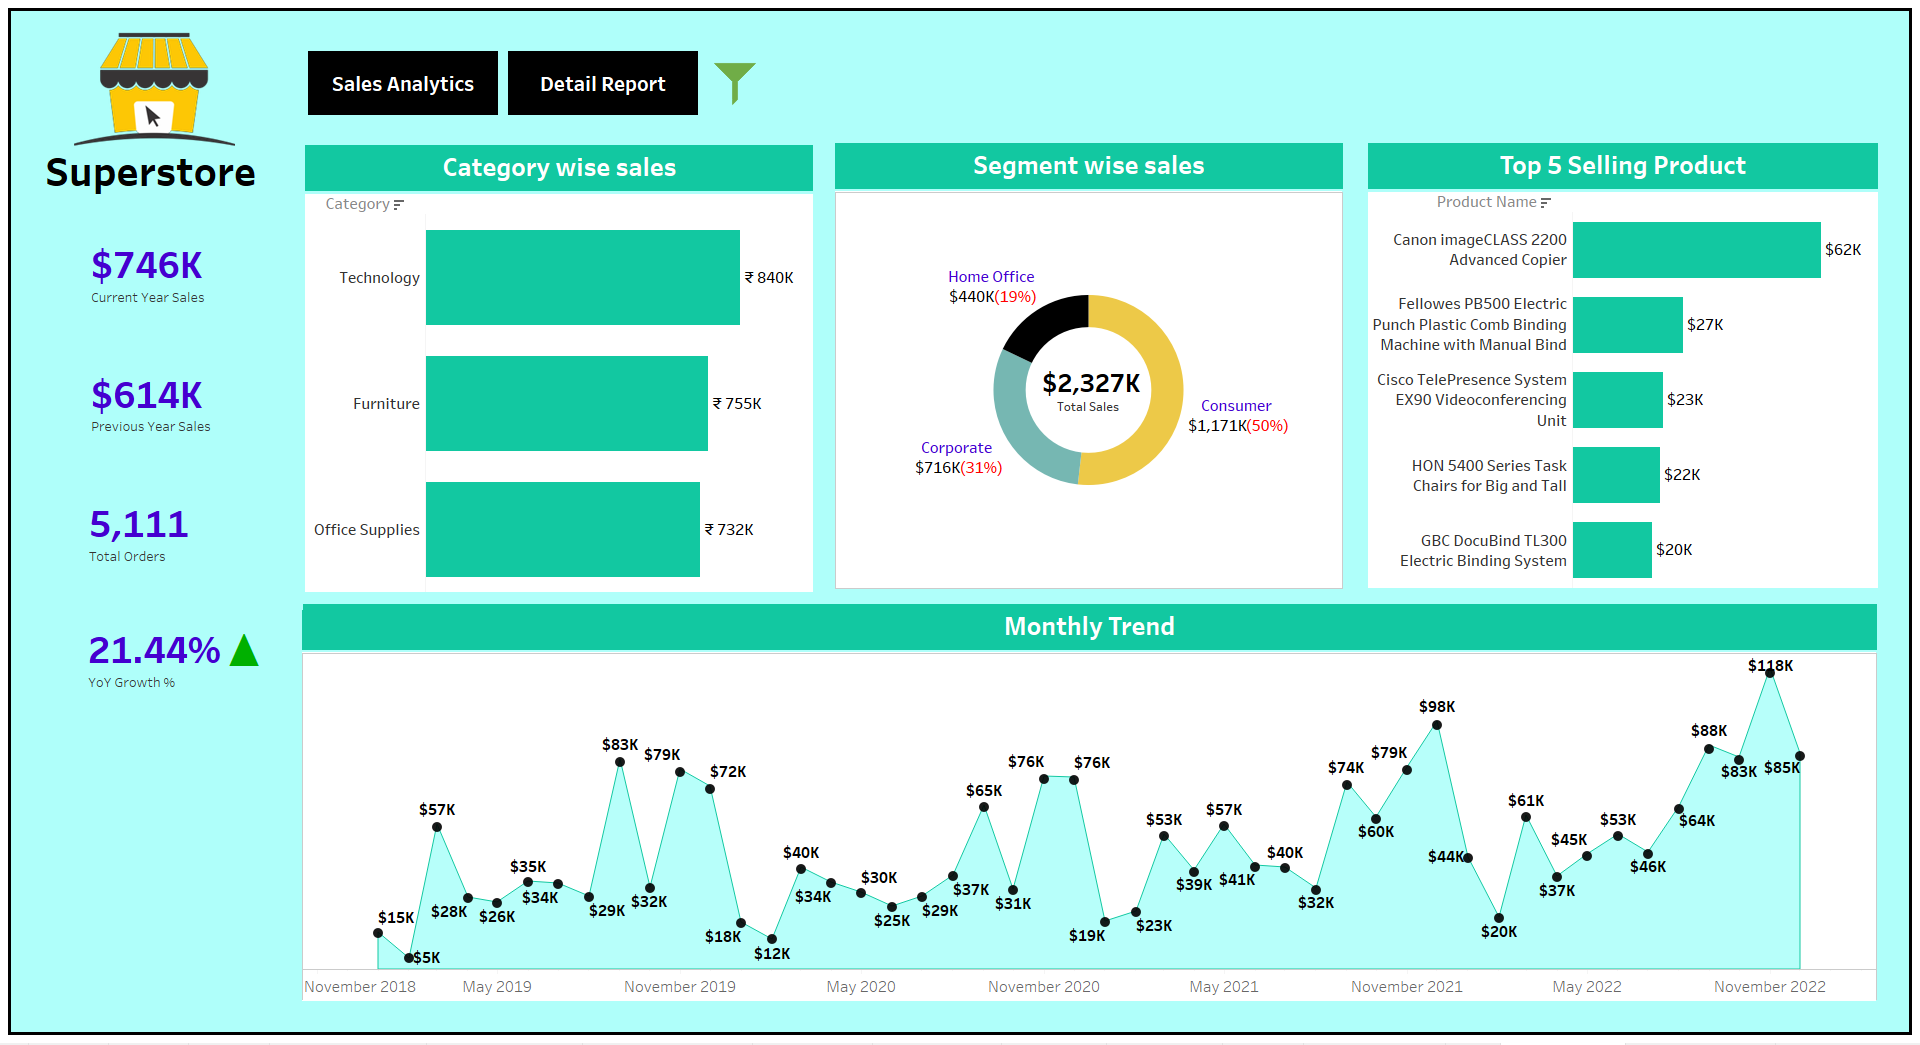 Superstore
Sales Analytics
Detail Report
$746K
Current Year Sales
$614K
Previous Year Sales
5,111
Total Orders
21.44%
YoY Growth %
Category wise sales
Category
Technology
₹ 840K
Furniture
₹ 755K
Office Supplies
₹ 732K
Segment wise sales
Home Office
$440K(19%)
$2,327K
Total Sales
Consumer
$1,171K(50%)
Corporate
$716K(31%)
Top 5 Selling Product
Product Name
Canon imageCLASS 2200
Advanced Copier
$62K
Fellowes PB500 Electric
Punch Plastic Comb Binding
Machine with Manual Bind
$27K
Cisco TelePresence System
EX90 Videoconferencing
Unit
$23K
HON 5400 Series Task
Chairs for Big and Tall
$22K
GBC DocuBind TL300
Electric Binding System
$20K
Monthly Trend
$15K
$5K
$57K
$28K
$26K
$35K
$34K
$29K
$83K
$32K
$79K
$72K
$18K
$12K
$40K
$34K
$30K
$25K
$29K
$37K
$65K
$31K
$76K
$76K
$19K
$23K
$53K
$39K
$57K
$41K
$40K
$32K
$74K
$60K
$79K
$98K
$44K
$20K
$61K
$37K
$45K
$53K
$46K
$64K
$88K
$83K
$118K
$85K
November 2018
May 2019
November 2019
May 2020
November 2020
May 2021
November 2021
May 2022
November 2022